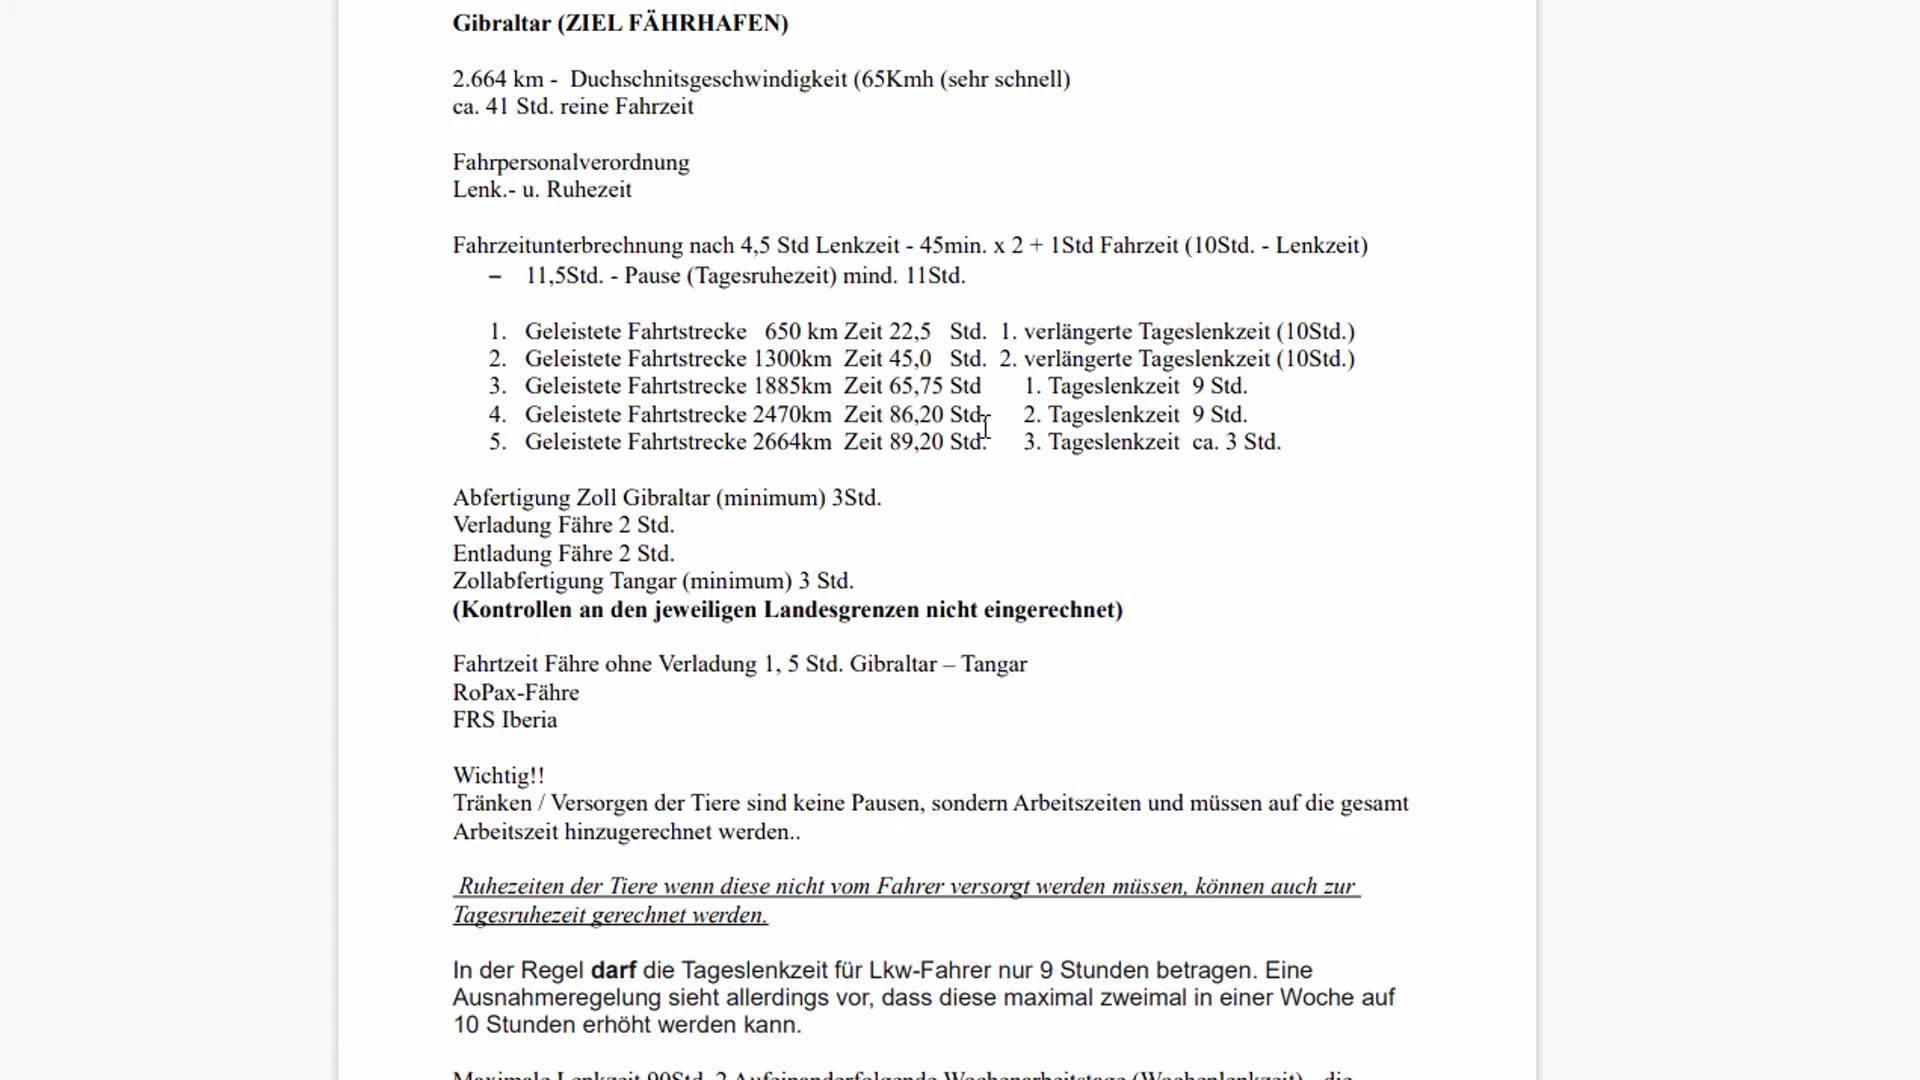 Gibraltar (ZIEL FÄHRHAFEN)
2.664 km - Duchschnitsgeschwindigkeit (65Kmh (sehr schnell)
ca. 41 Std. reine Fahrzeit
Fahrpersonalverordnung
Lenk.- u. Ruhezeit
Fahrzeitunterbrechnung nach 4,5 Std Lenkzeit - 45min. x 2 + 1Std Fahrzeit (10Std. - Lenkzeit)
– 11,5Std. - Pause (Tagesruhezeit) mind. 11Std.
1. Geleistete Fahrtstrecke 650 km Zeit 22,5 Std. 1. verlängerte Tageslenkzeit (10Std.)
2. Geleistete Fahrtstrecke 1300km Zeit 45,0 Std. 2. verlängerte Tageslenkzeit (10Std.)
3. Geleistete Fahrtstrecke 1885km Zeit 65,75 Std 1. Tageslenkzeit 9 Std.
4. Geleistete Fahrtstrecke 2470km Zeit 86,20 Std. 2. Tageslenkzeit 9 Std.
5. Geleistete Fahrtstrecke 2664km Zeit 89,20 Std. 3. Tageslenkzeit ca. 3 Std.
Abfertigung Zoll Gibraltar (minimum) 3Std.
Verladung Fähre 2 Std.
Entladung Fähre 2 Std.
Zollabfertigung Tangar (minimum) 3 Std.
(Kontrollen an den jeweiligen Landesgrenzen nicht eingerechnet)
Fahrtzeit Fähre ohne Verladung 1, 5 Std. Gibraltar – Tangar
RoPax-Fähre
FRS Iberia
Wichtig!!
Tränken / Versorgen der Tiere sind keine Pausen, sondern Arbeitszeiten und müssen auf die gesamt
Arbeitszeit hinzugerechnet werden..
Ruhezeiten der Tiere wenn diese nicht vom Fahrer versorgt werden müssen, können auch zur
Tagesruhezeit gerechnet werden.
In der Regel darf die Tageslenkzeit für Lkw-Fahrer nur 9 Stunden betragen. Eine
Ausnahmeregelung sieht allerdings vor, dass diese maximal zweimal in einer Woche auf
10 Stunden erhöht werden kann.
Maximale Lenkzeit 90Std. 2 Aufeinanderfolgende Wochenarbeitstage (Wochenlenkzeit) - die